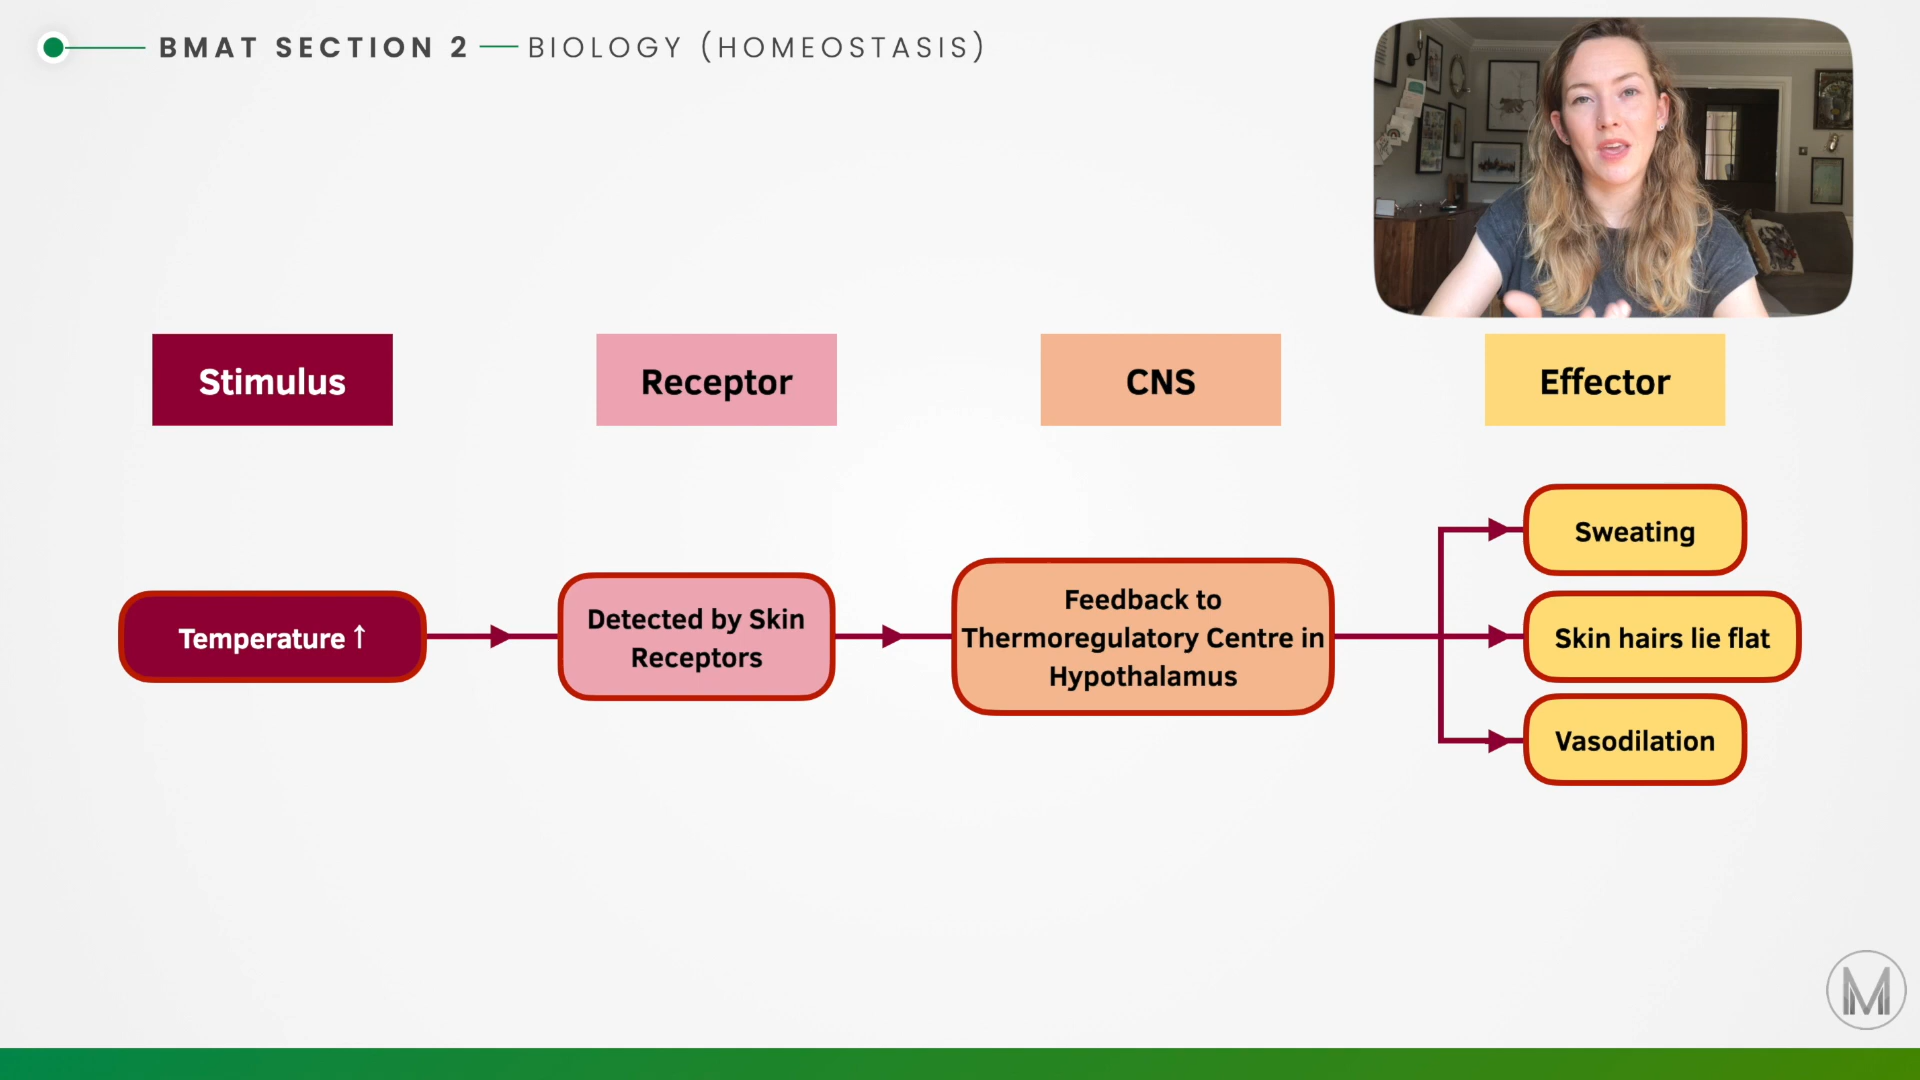 BMAT SECTION 2 — BIOLOGY (HOMEOSTASIS)
Stimulus
Receptor
CNS
Effector
Temperature ↑
Detected by Skin
Receptors
Feedback to
Thermoregulatory Centre in
Hypothalamus
Sweating
Skin hairs lie flat
Vasodilation
M